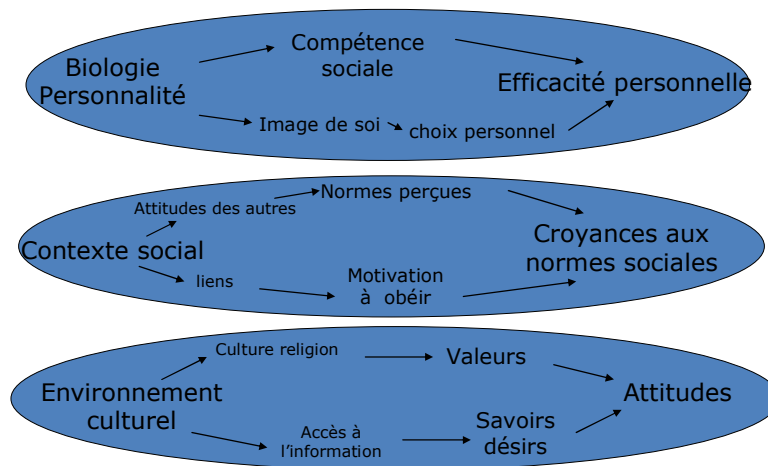 Biologie
Personnalité
Compétence
sociale
Efficacité personnelle
Image de soi
choix personnel
Contexte social
Attitudes des autres
Normes perçues
Croyances aux
normes sociales
liens
Motivation
à obéir
Environnement
culturel
Culture religion
Valeurs
Attitudes
Accès à
l’information
Savoirs
désirs